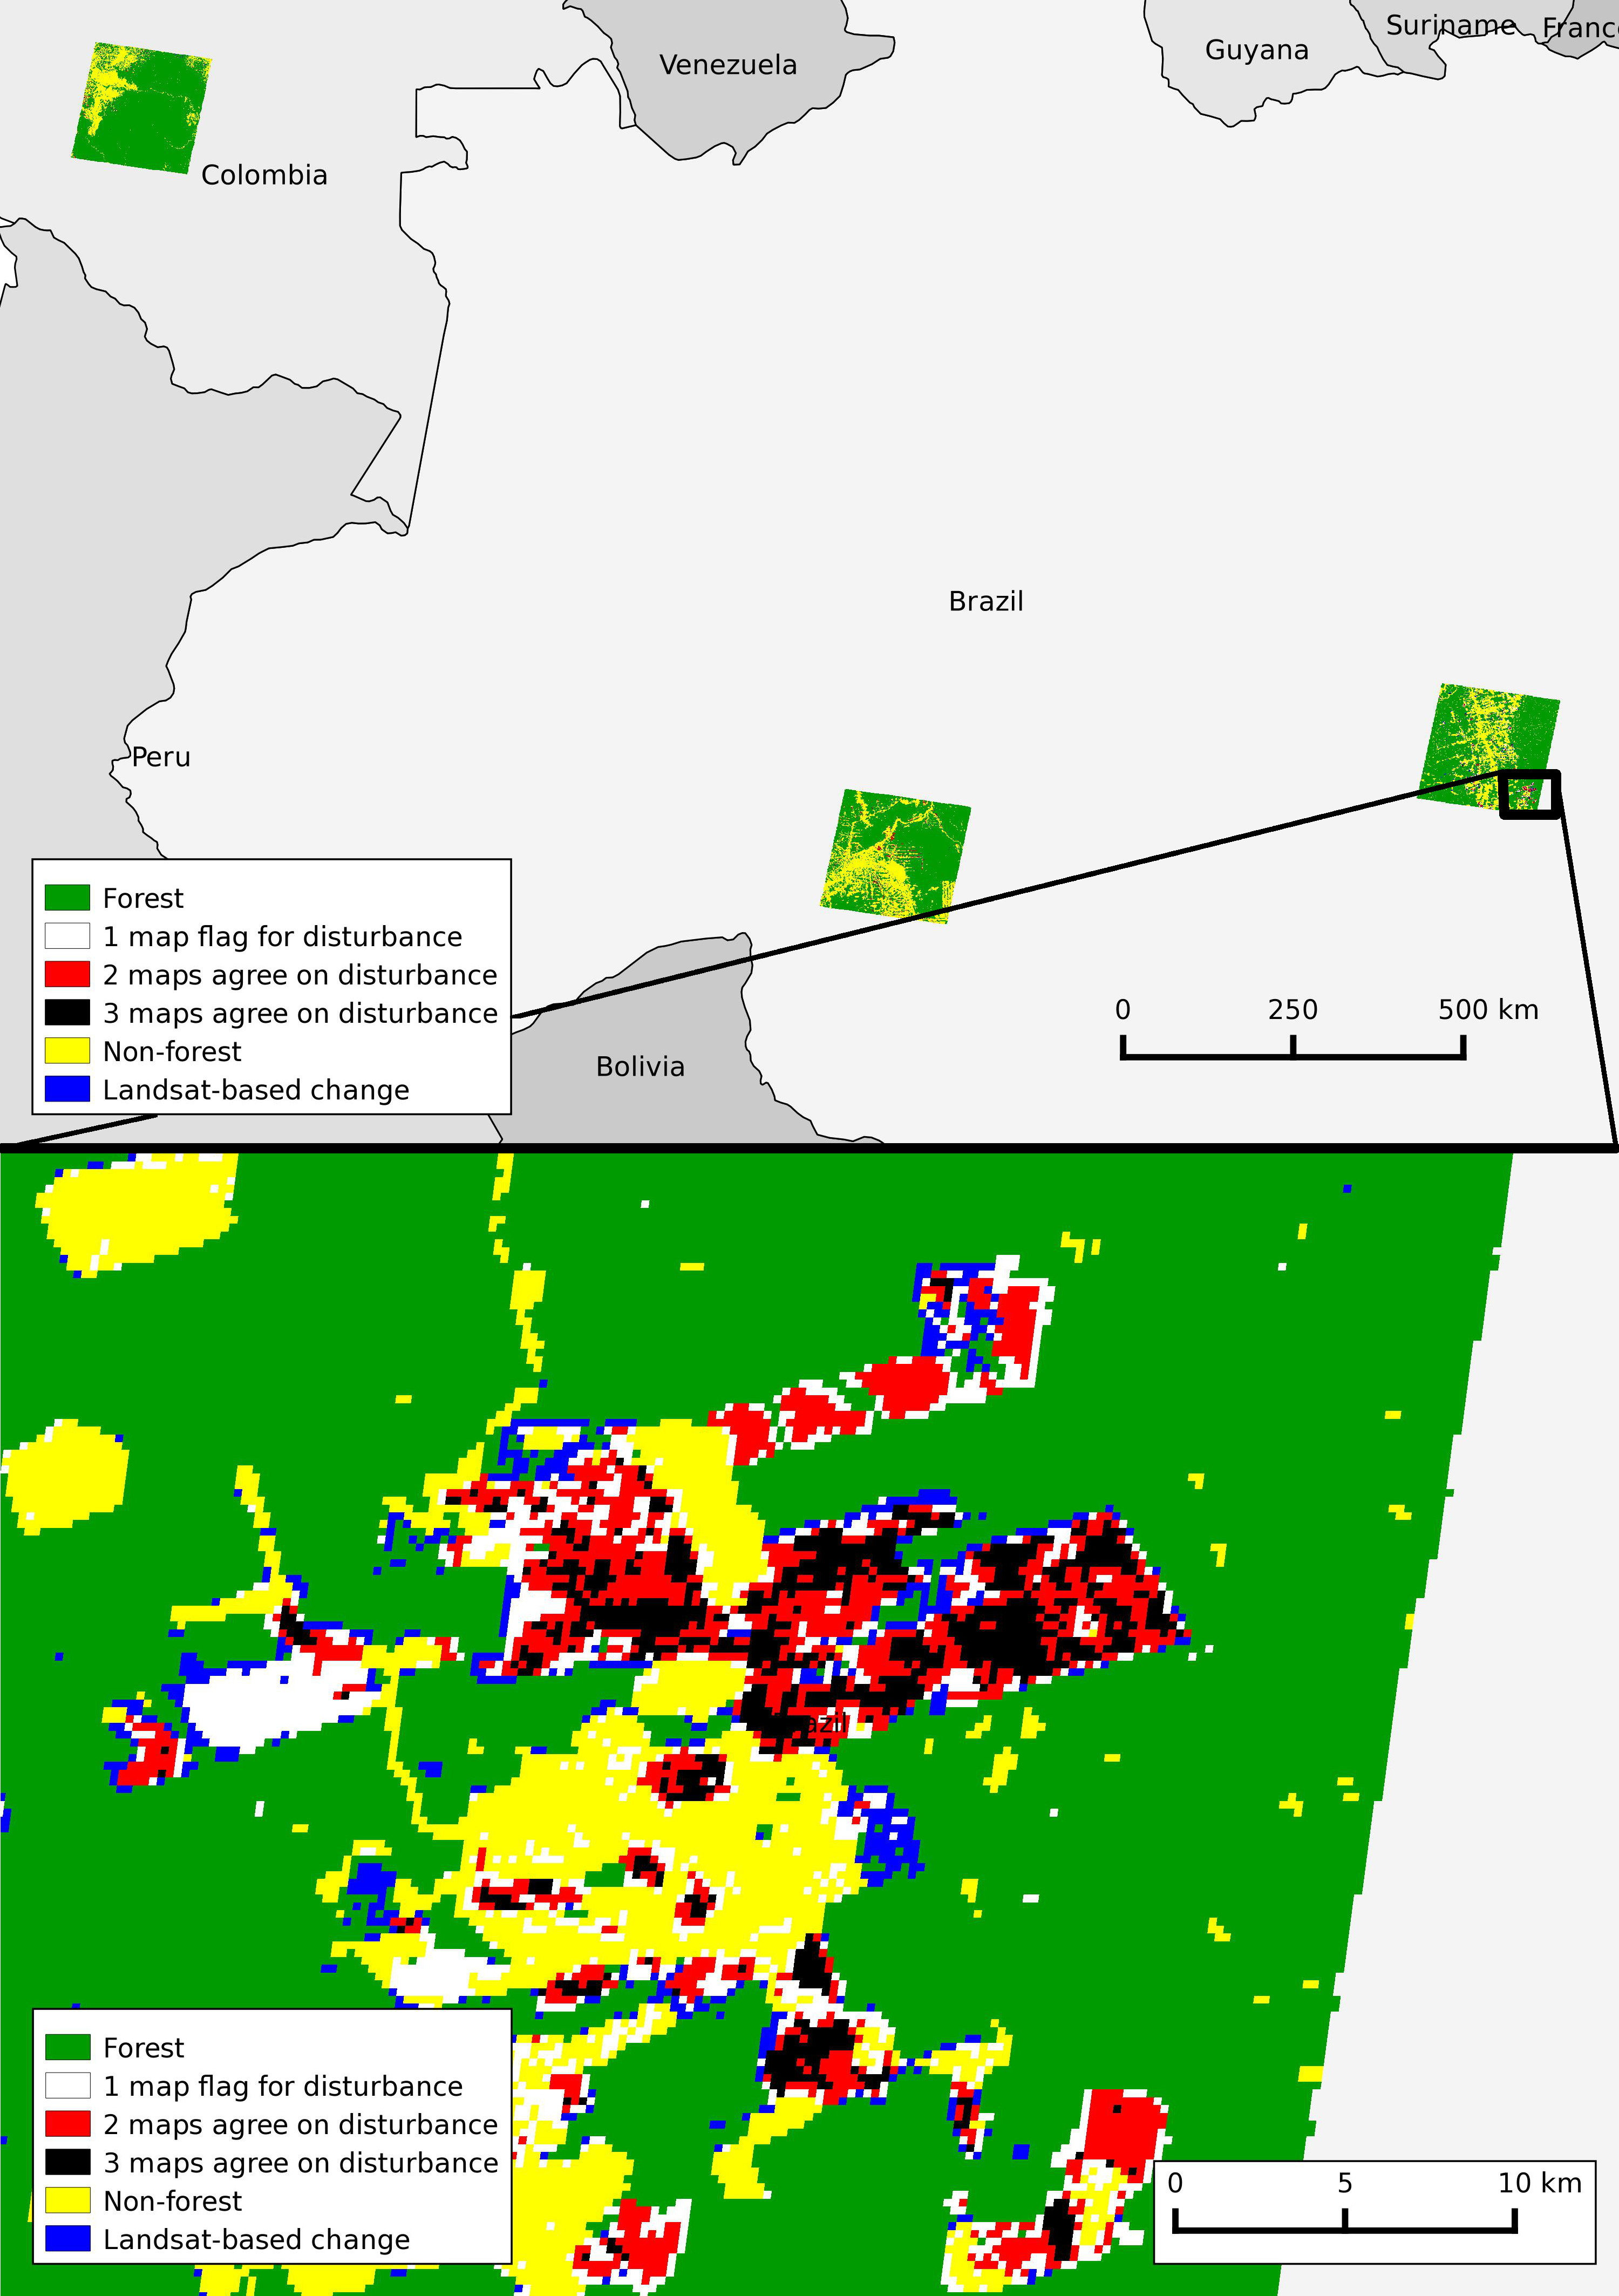 Suriname
Franc
Guyana
Venezuela
Colombia
Brazil
Peru
Forest
1 map flag for disturbance
2 maps agree on disturbance
3 maps agree on disturbance
Non-forest
Landsat-based change
0 250 500 km
Bolivia
azil
Forest
1 map flag for disturbance
2 maps agree on disturbance
3 maps agree on disturbance
Non-forest
Landsat-based change
0 5 10 km